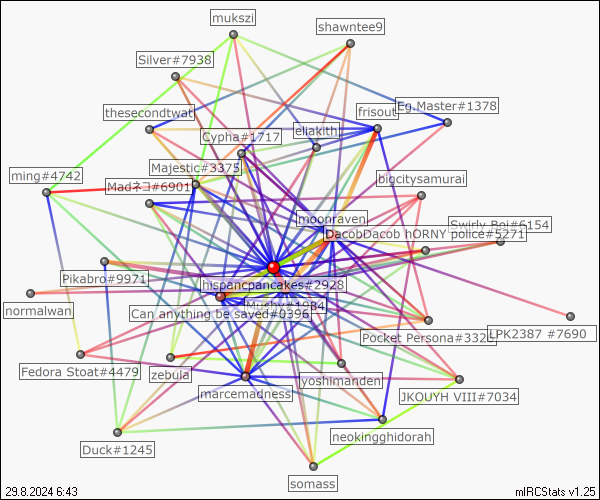 mukszi
shawntee9
Silver#7938
Eg.Master#1378
thesecondtwat
frisout
eliakith
Cypha#1717
Majestic#3375
ming#4742
bigcitysamurai
Madネコ#6901
moonraven
Swirly Boi#6154
DacobDacob hORNY police#5271
Pikabro#9971
hispancpancakes#2928
normalwan
Mushy#1984
Can anything be saved#0396
Pocket Persona#332
LPK2387 #7690
Fedora Stoat#4479
zebula
yoshimanden
marcemadness
JKOUYH VIII#7034
neokingghidorah
Duck#1245
somass
29.8.2024 6:43
mIRCStats v1.25